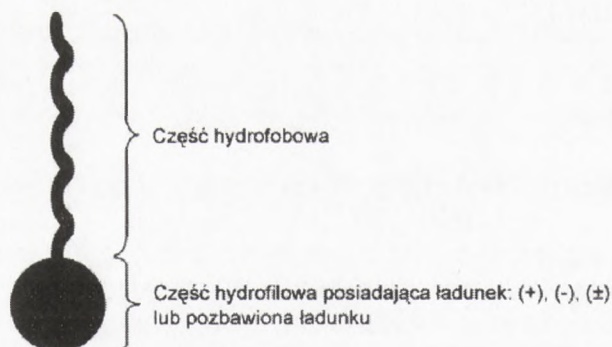 Część hydrofobowa
Część hydrofilowa posiadająca ładunek: (+), (-), (±)
lub pozbawiona ładunku